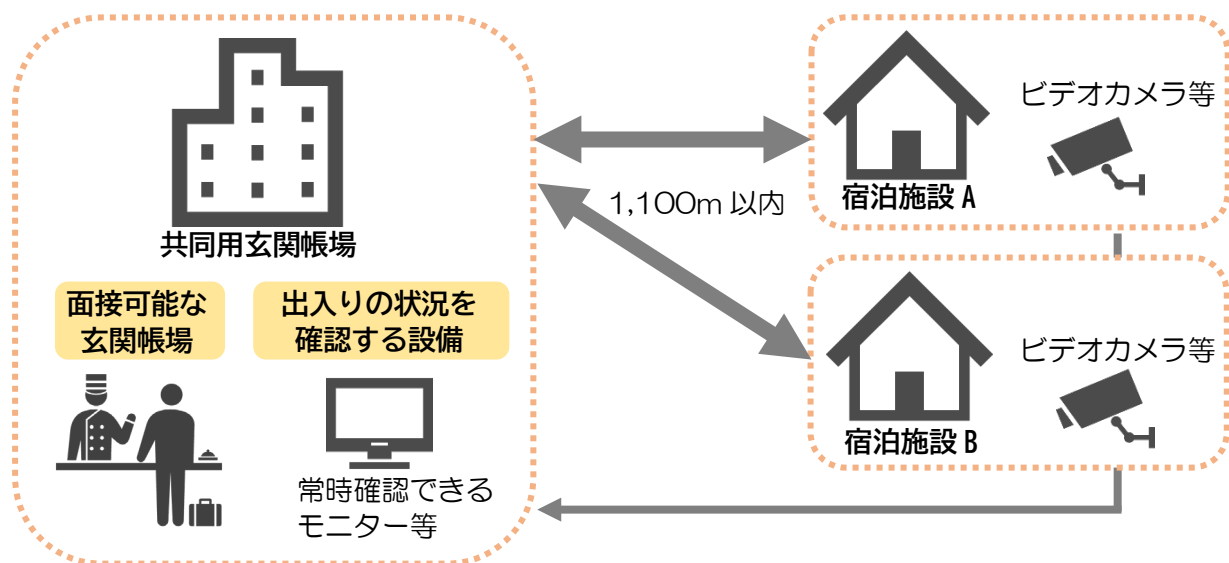 共同用玄関帳場
面接可能な
玄関帳場
出入りの状況を
確認する設備
常時確認できる
モニター等
1,100m 以内
ビデオカメラ等
宿泊施設 A
ビデオカメラ等
宿泊施設 B